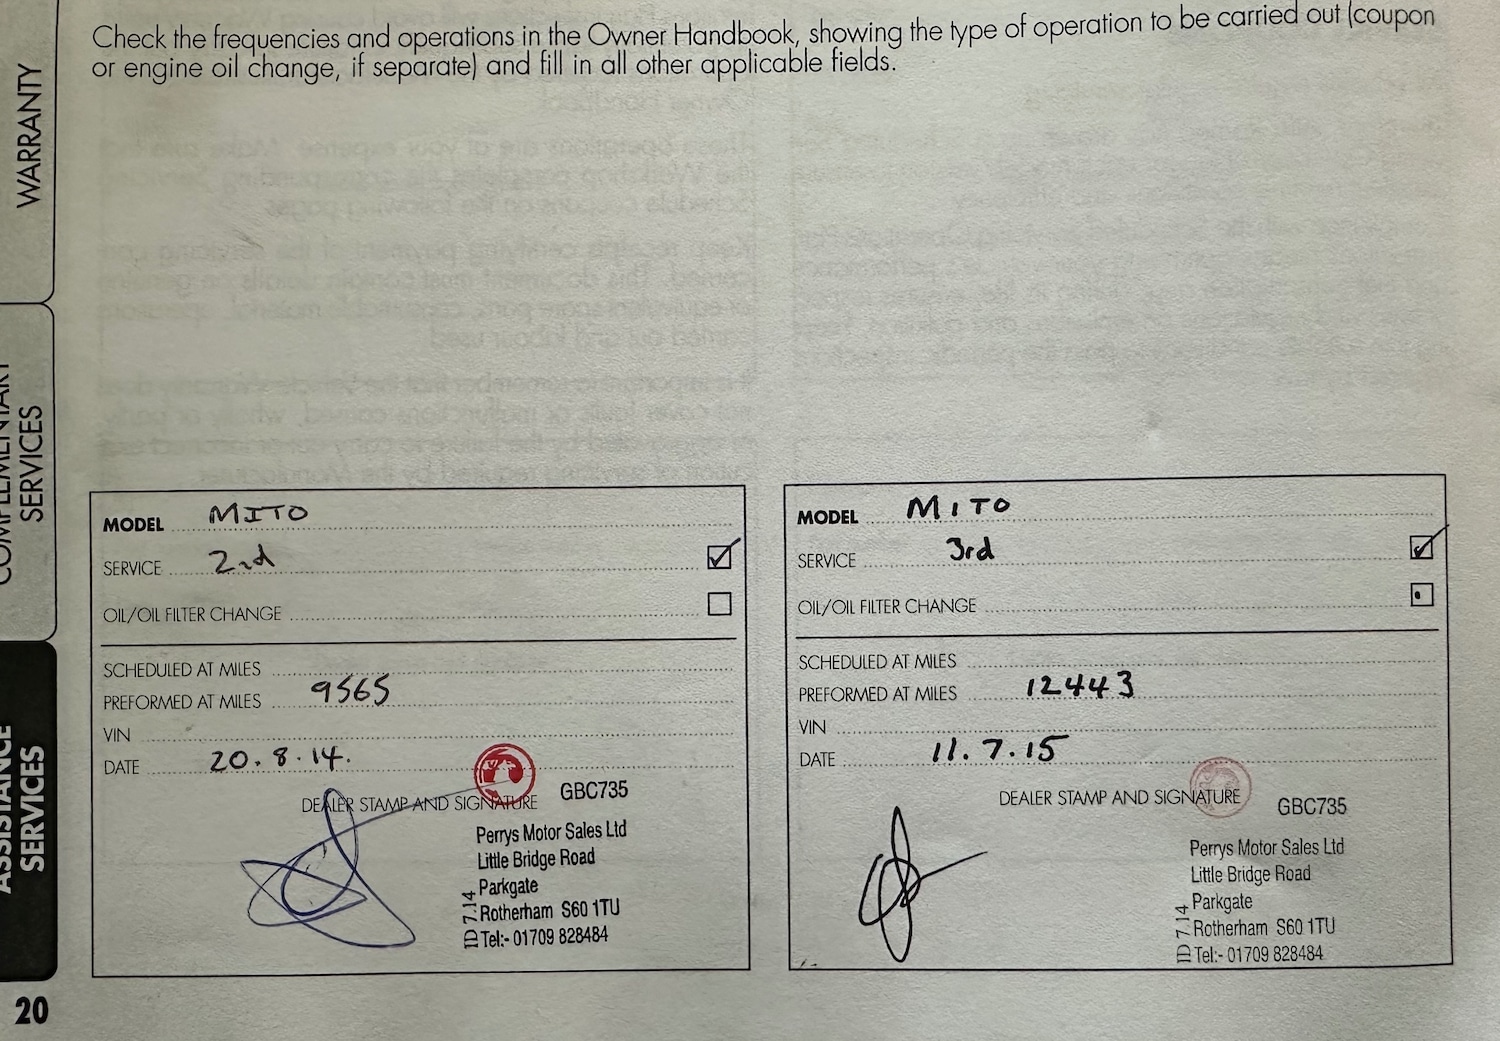 Check the frequencies and operations in the Owner Handbook, showing the type of operation to be carried out (coupon
or engine oil change, if separate) and fill in all other applicable fields.
WARRANTY
SERVICES
ASSISTANCE
SERVICES
MODEL MITO
SERVICE 2nd
OIL/OIL FILTER CHANGE
SCHEDULED AT MILES
PREFORMED AT MILES 9565
VIN
DATE 20.8.14.
DEALER STAMP AND SIGNATURE
GBC735
Perrys Motor Sales Ltd
Little Bridge Road
Parkgate
Rotherham S60 1TU
Tel:- 01709 828484
ID 7.14
MODEL MITO
SERVICE 3rd
OIL/OIL FILTER CHANGE
SCHEDULED AT MILES
PREFORMED AT MILES 12443
VIN
DATE 11.7.15
DEALER STAMP AND SIGNATURE
GBC735
Perrys Motor Sales Ltd
Little Bridge Road
Parkgate
Rotherham S60 1TU
Tel:- 01709 828484
ID 7.14
20